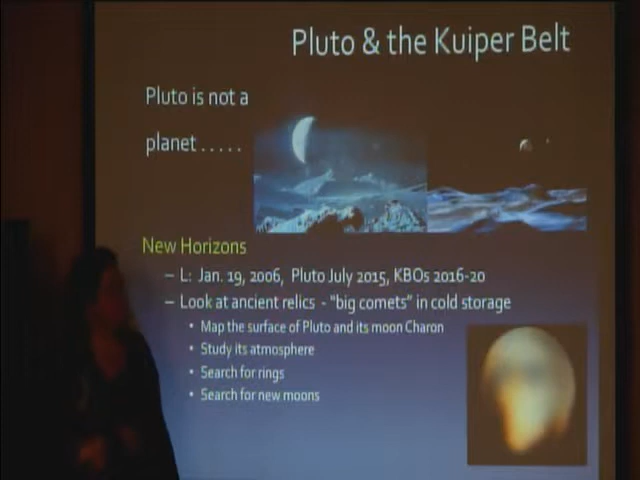 Pluto & the Kuiper Belt
Pluto is not a
planet . . . . .
New Horizons
– L: Jan. 19, 2006, Pluto July 2015, KBOs 2016-20
– Look at ancient relics - "big comets" in cold storage
• Map the surface of Pluto and its moon Charon
• Study its atmosphere
• Search for rings
• Search for new moons